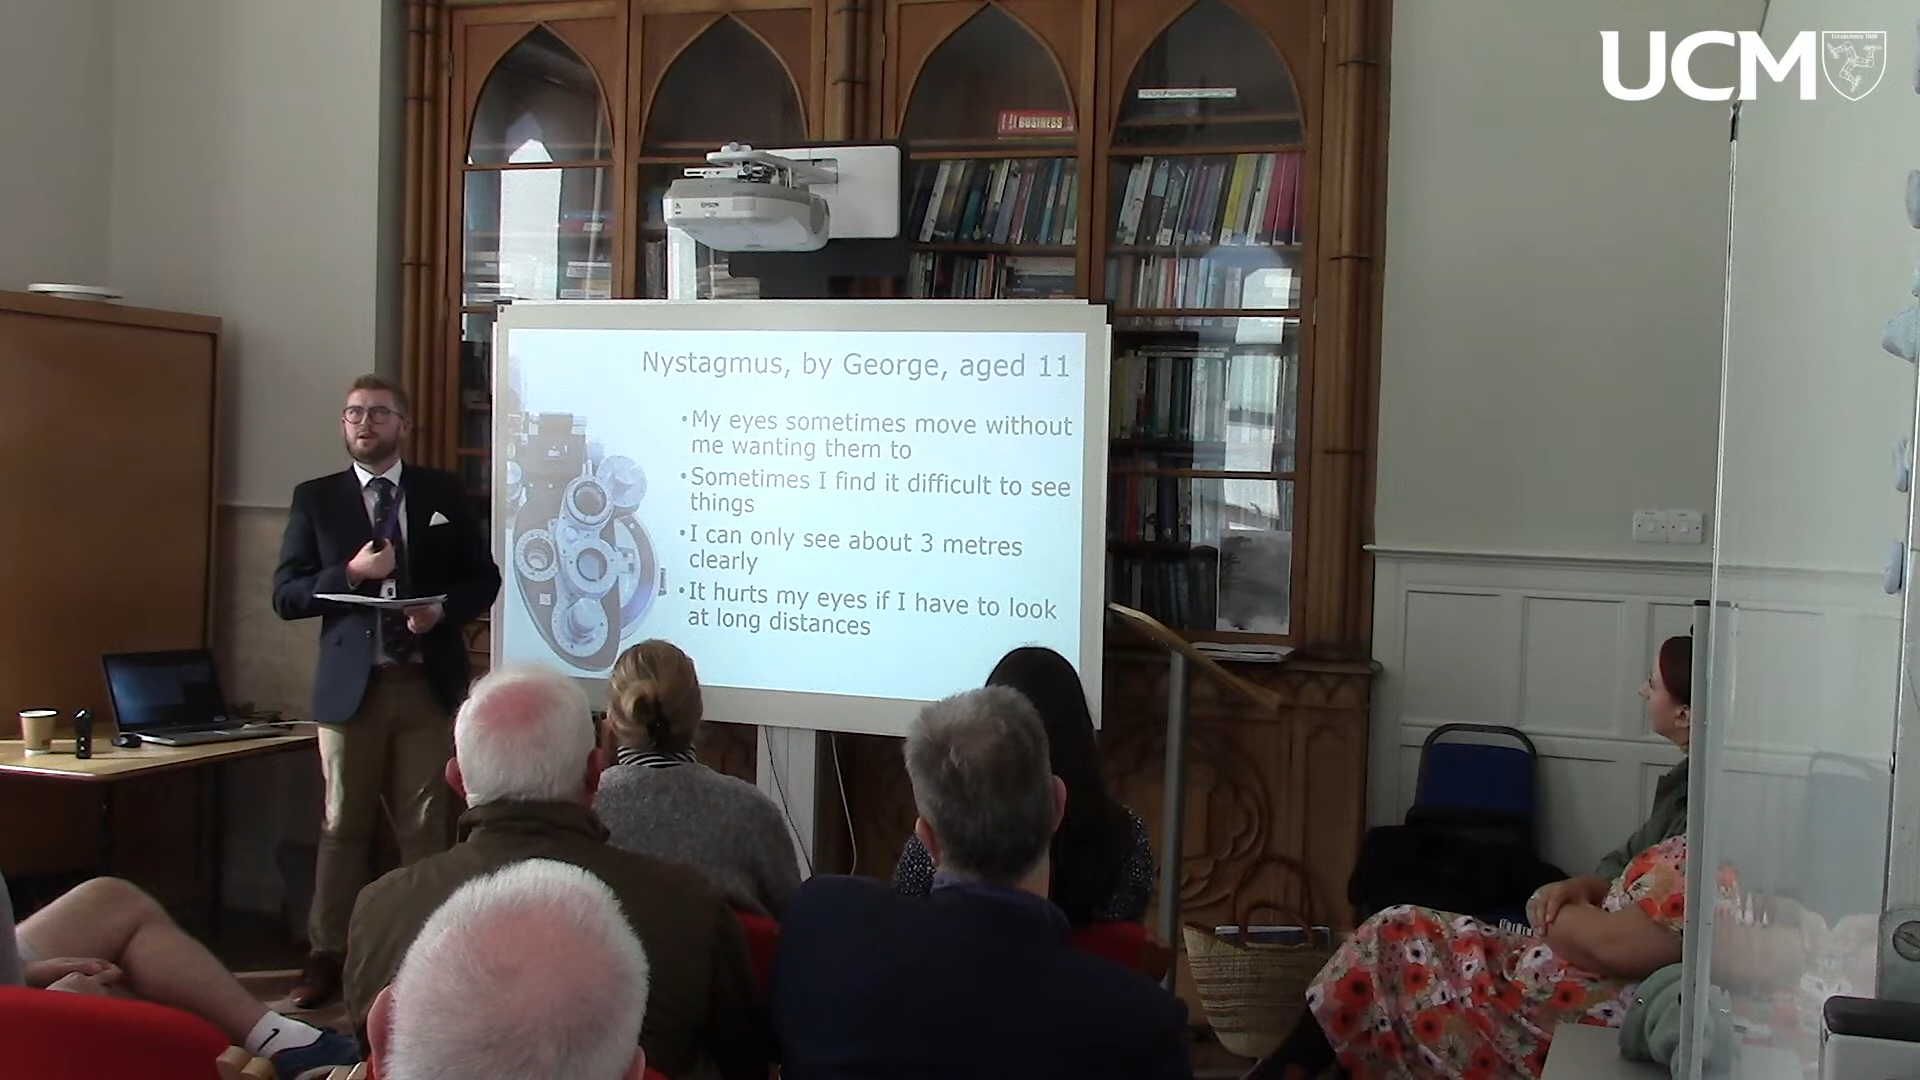 UCM
ESTABLISHED 1880
BUSINESS
EPSON
Nystagmus, by George, aged 11
•My eyes sometimes move without
me wanting them to
•Sometimes I find it difficult to see
things
•I can only see about 3 metres
clearly
•It hurts my eyes if I have to look
at long distances